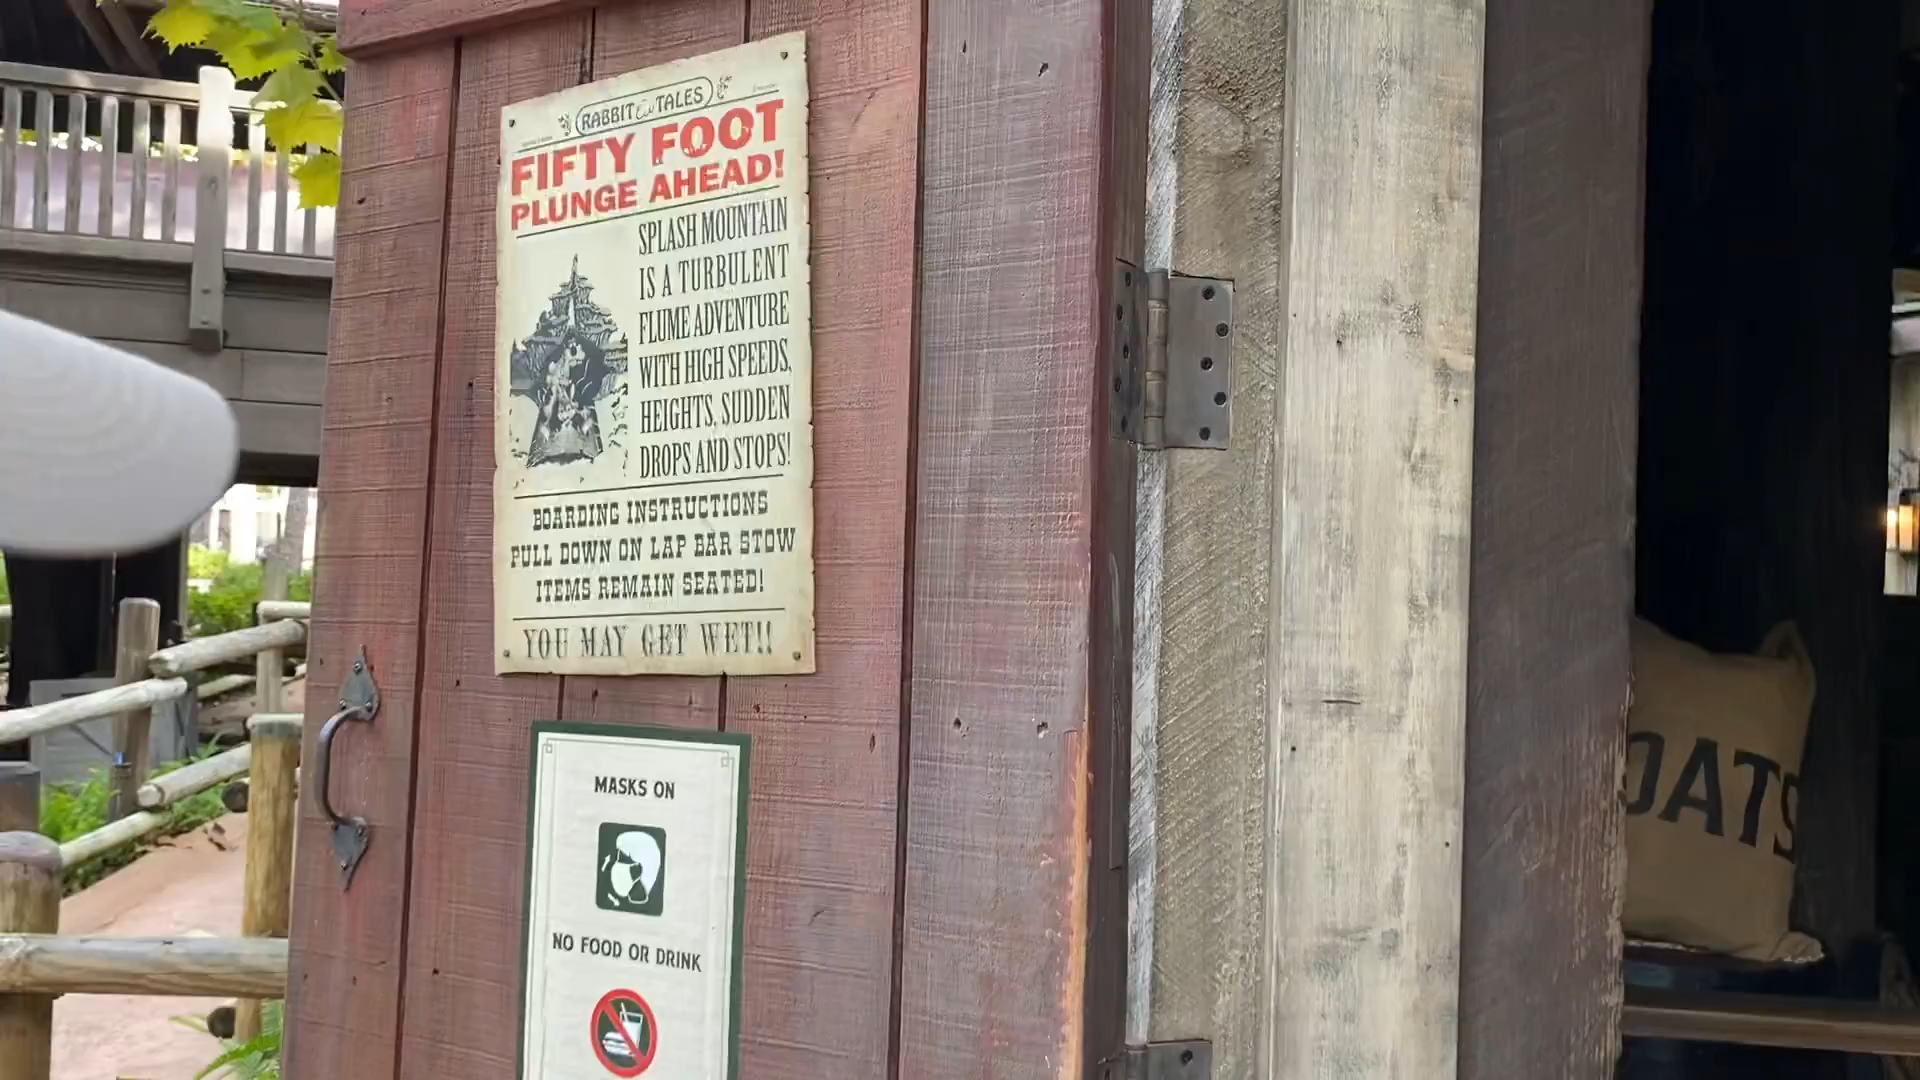 RABBIT TALES
FIFTY FOOT
PLUNGE AHEAD!
SPLASH MOUNTAIN
IS A TURBULENT
FLUME ADVENTURE
WITH HIGH SPEEDS,
HEIGHTS, SUDDEN
DROPS AND STOPS!
BOARDING INSTRUCTIONS
PULL DOWN ON LAP BAR STOW
ITEMS REMAIN SEATED!
YOU MAY GET WET!!
MASKS ON
NO FOOD OR DRINK
OATS